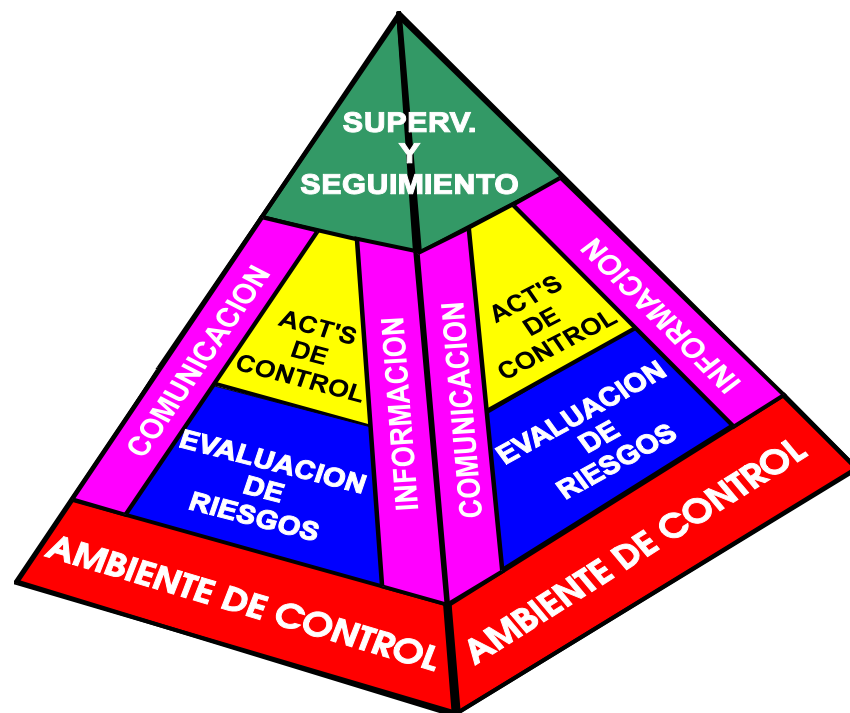 SUPERV.
Y
SEGUIMIENTO
COMUNICACION
ACT'S
DE
CONTROL
INFORMACION
EVALUACION
DE
RIESGOS
AMBIENTE DE CONTROL
COMUNICACION
ACT'S
DE
CONTROL
INFORMACION
EVALUACION
DE
RIESGOS
AMBIENTE DE CONTROL